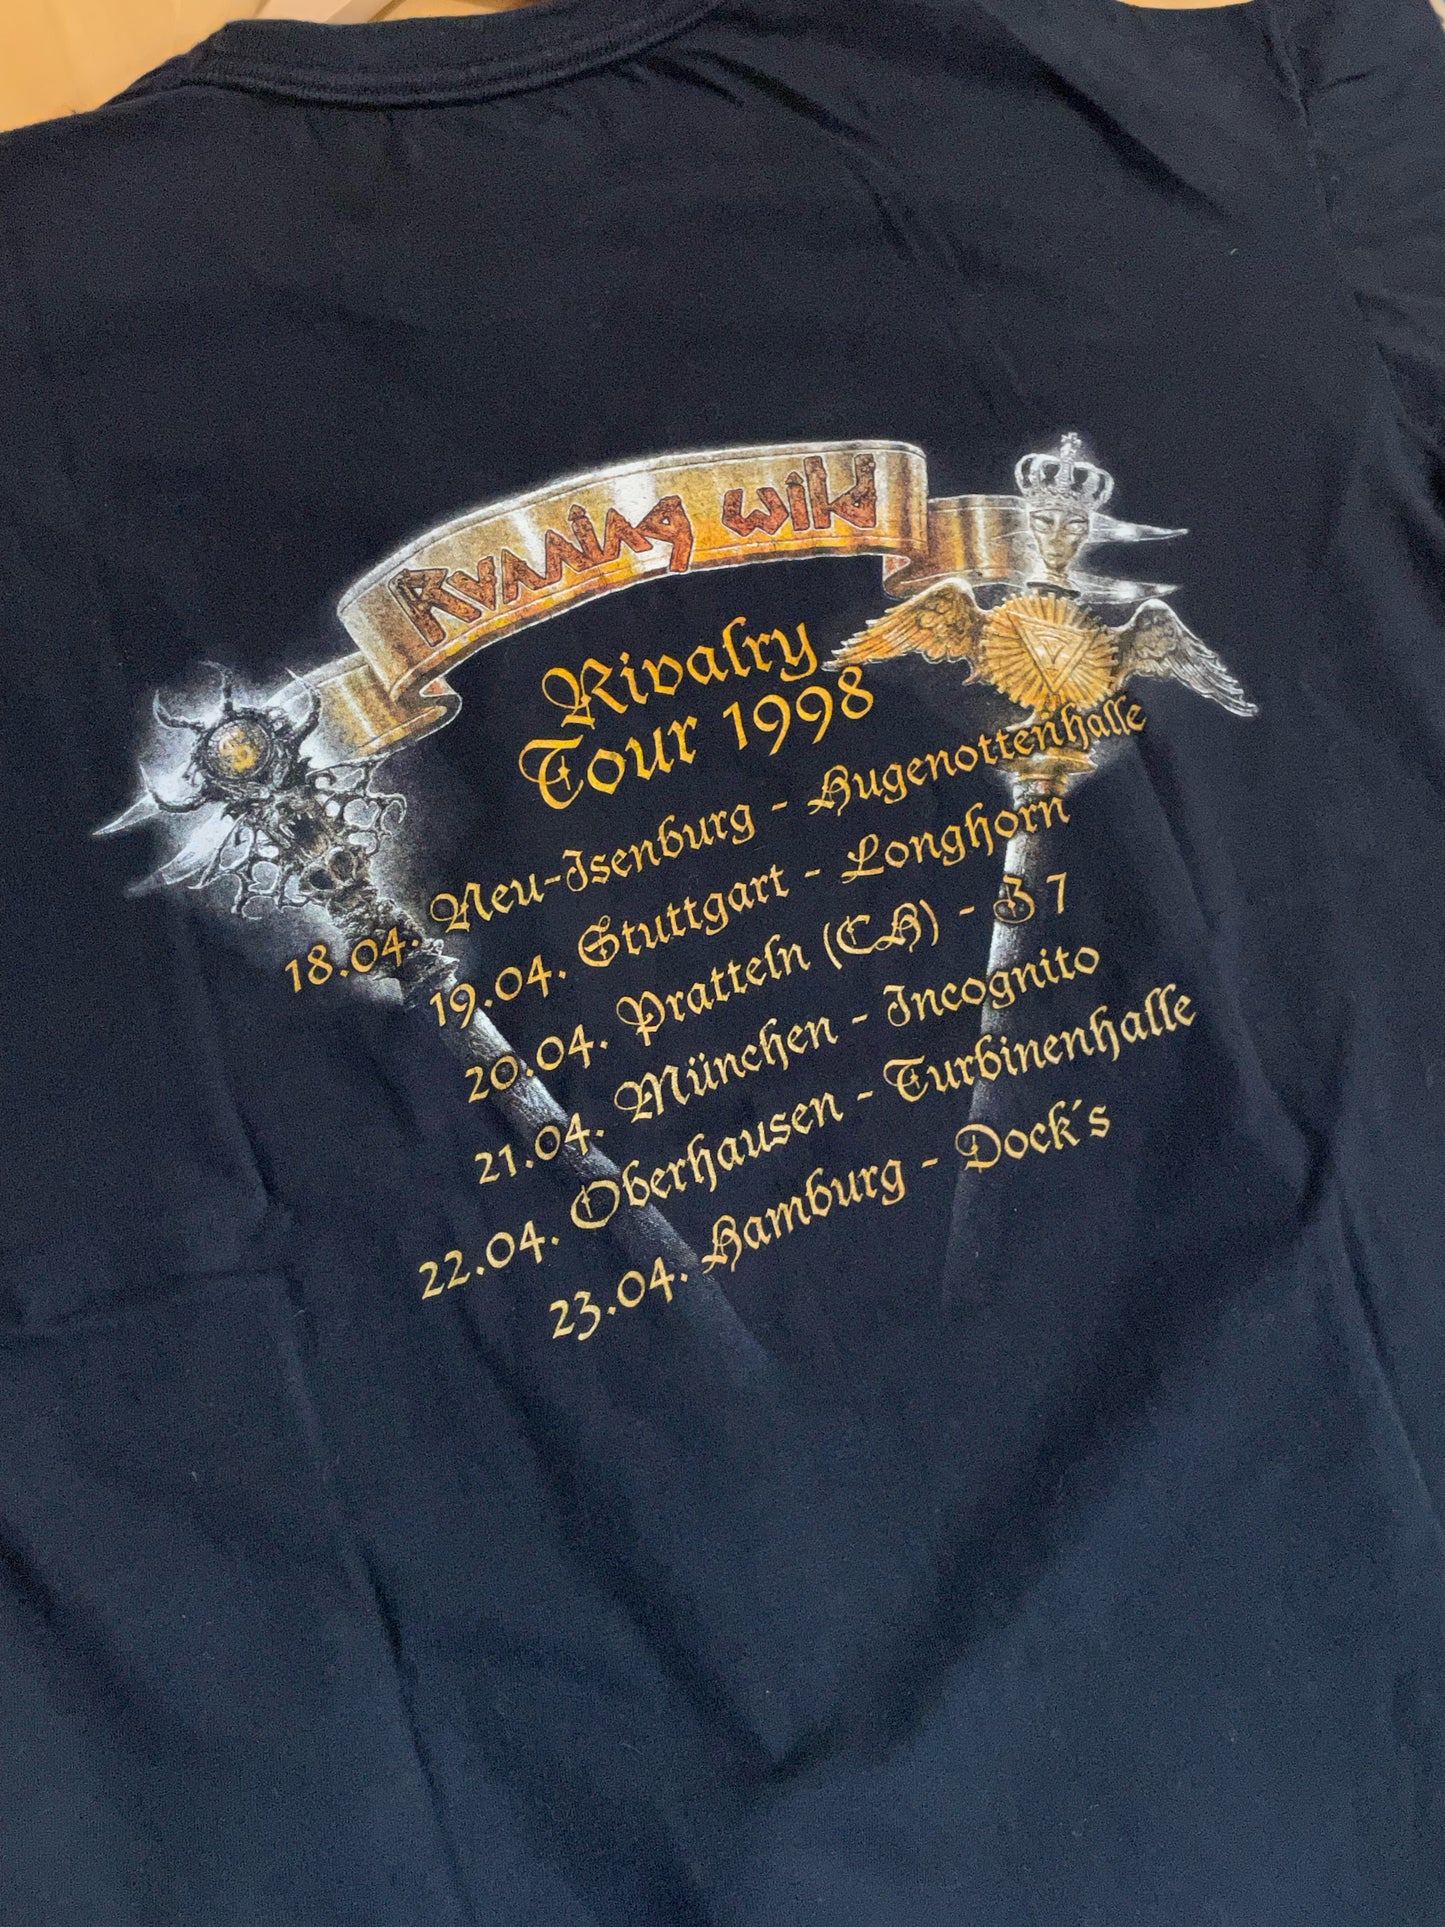 Running Wild
Rivalry
Tour 1998
18.04. Neu-Isenburg - Hugenottenhalle
19.04. Stuttgart - Longhorn
20.04. Pratteln (CH) - Z 7
21.04. München - Incognito
22.04. Oberhausen - Turbinenhalle
23.04. Hamburg - Dock´s